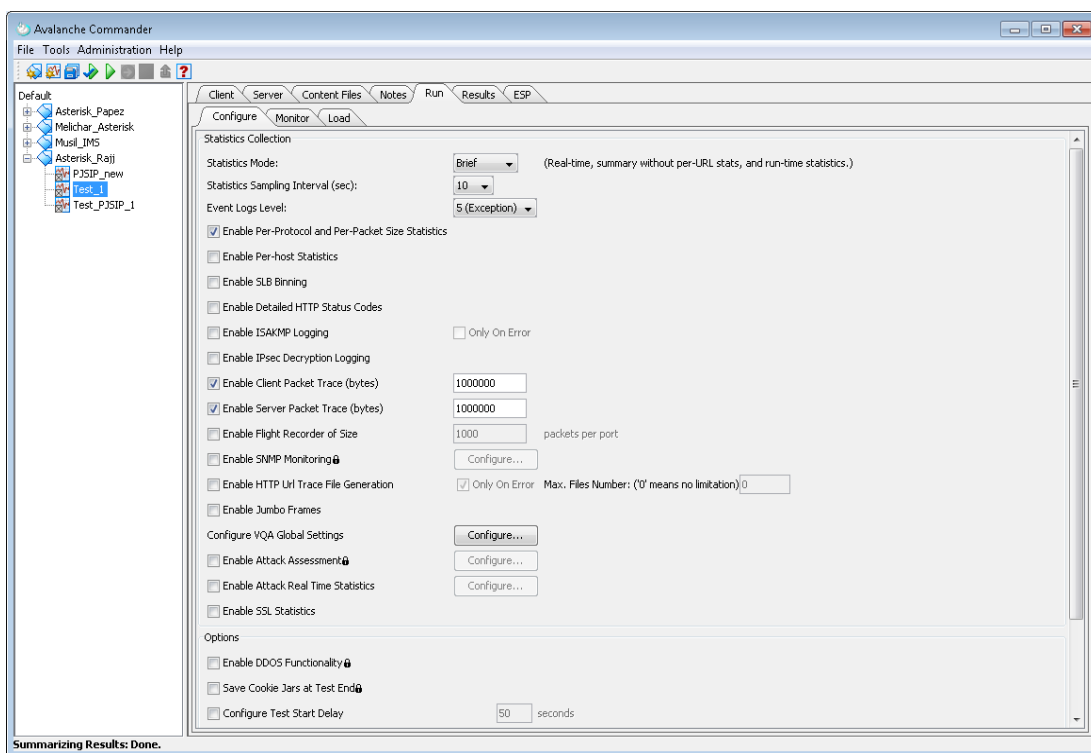 Avalanche Commander
File Tools Administration Help
Default
Asterisk_Papez
Melichar_Asterisk
Musil_IMS
Asterisk_Rajj
PJSIP_new
Test_1
Test_PJSIP_1
Client Server Content Files Notes Run Results ESP
Configure Monitor Load
Statistics Collection
Statistics Mode: Brief (Real-time, summary without per-URL stats, and run-time statistics.)
Statistics Sampling Interval (sec): 10
Event Logs Level: 5 (Exception)
Enable Per-Protocol and Per-Packet Size Statistics
Enable Per-host Statistics
Enable SLB Binning
Enable Detailed HTTP Status Codes
Enable ISAKMP Logging Only On Error
Enable IPsec Decryption Logging
Enable Client Packet Trace (bytes) 1000000
Enable Server Packet Trace (bytes) 1000000
Enable Flight Recorder of Size 1000 packets per port
Enable SNMP Monitoring Configure...
Enable HTTP Url Trace File Generation Only On Error Max. Files Number: ('0' means no limitation) 0
Enable Jumbo Frames
Configure VQA Global Settings Configure...
Enable Attack Assessment Configure...
Enable Attack Real Time Statistics Configure...
Enable SSL Statistics
Options
Enable DDOS Functionality
Save Cookie Jars at Test End
Configure Test Start Delay 50 seconds
Summarizing Results: Done.